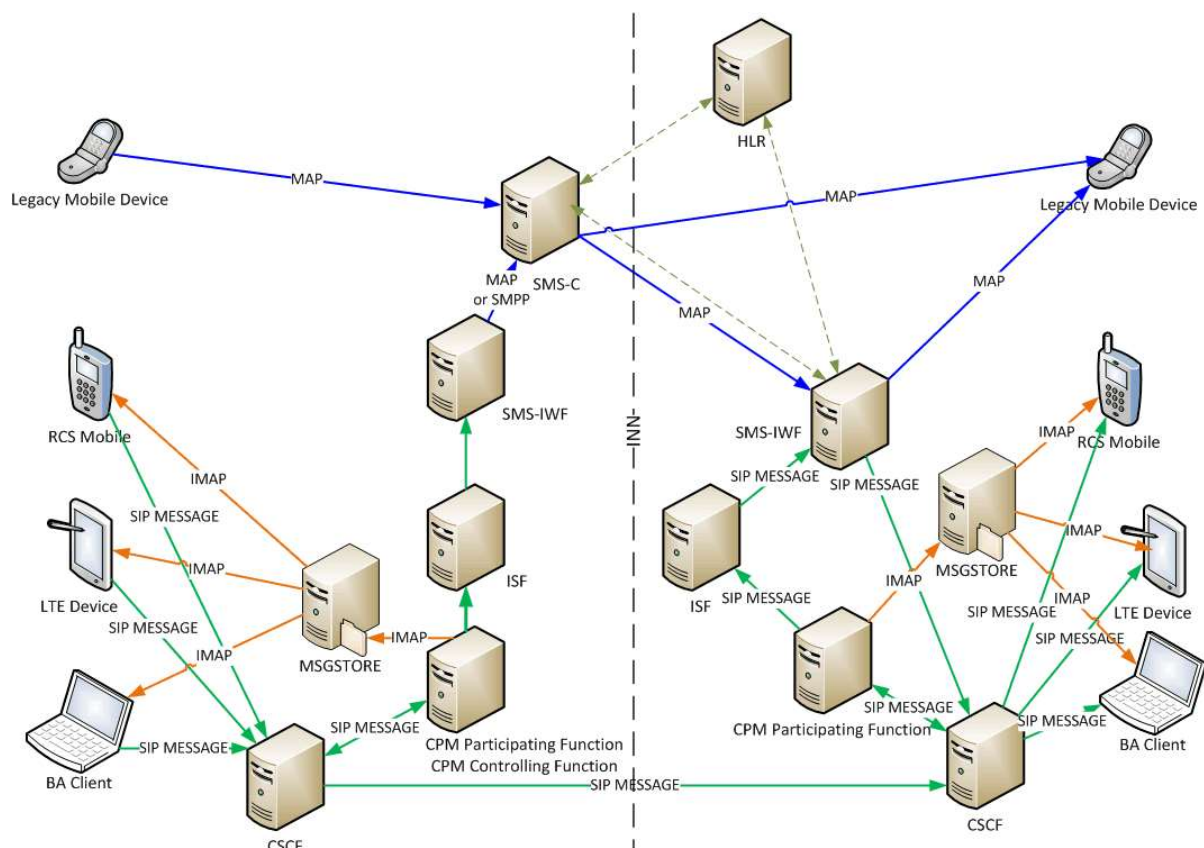 HLR
Legacy Mobile Device
MAP
SMS-C
MAP
Legacy Mobile Device
MAP
or SMPP
MAP
MAP
RCS Mobile
SMS-IWF
NNI
SMS-IWF
RCS Mobile
IMAP
IMAP
SIP MESSAGE
SIP MESSAGE
SIP MESSAGE
LTE Device
IMAP
ISF
ISF
MSGSTORE
IMAP
LTE Device
SIP MESSAGE
IMAP
MSGSTORE
IMAP
SIP MESSAGE
IMAP
IMAP
SIP MESSAGE
SIP MESSAGE
BA Client
SIP MESSAGE
SIP MESSAGE
CPM Participating Function
CPM Controlling Function
CPM Participating Function
SIP MESSAGE
SIP MESSAGE
BA Client
SIP MESSAGE
CSCF
CSCF